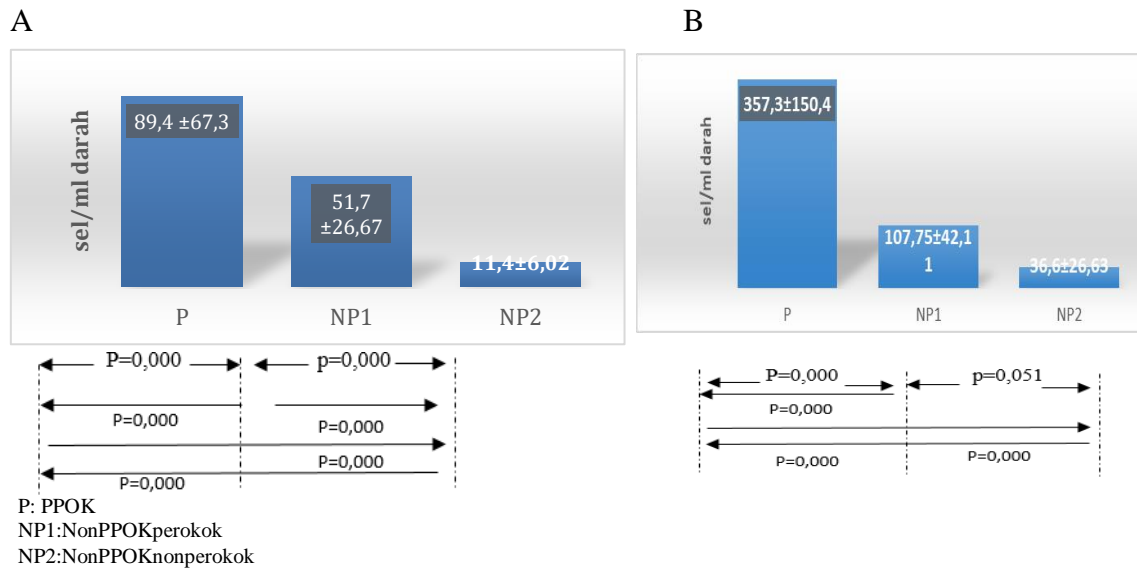 A
sel/ml darah
89,4 ±67,3
51,7
±26,67
11,4±6,02
P NP1 NP2
P=0,000 p=0,000
P=0,000 P=0,000
P=0,000
P=0,000
P: PPOK
NP1:NonPPOKperokok
NP2:NonPPOKnonperokok
B
sel/ml darah
357,3±150,4
107,75±42,1
1
36,6±26,63
P NP1 NP2
P=0,000 p=0,051
P=0,000
P=0,000 P=0,000